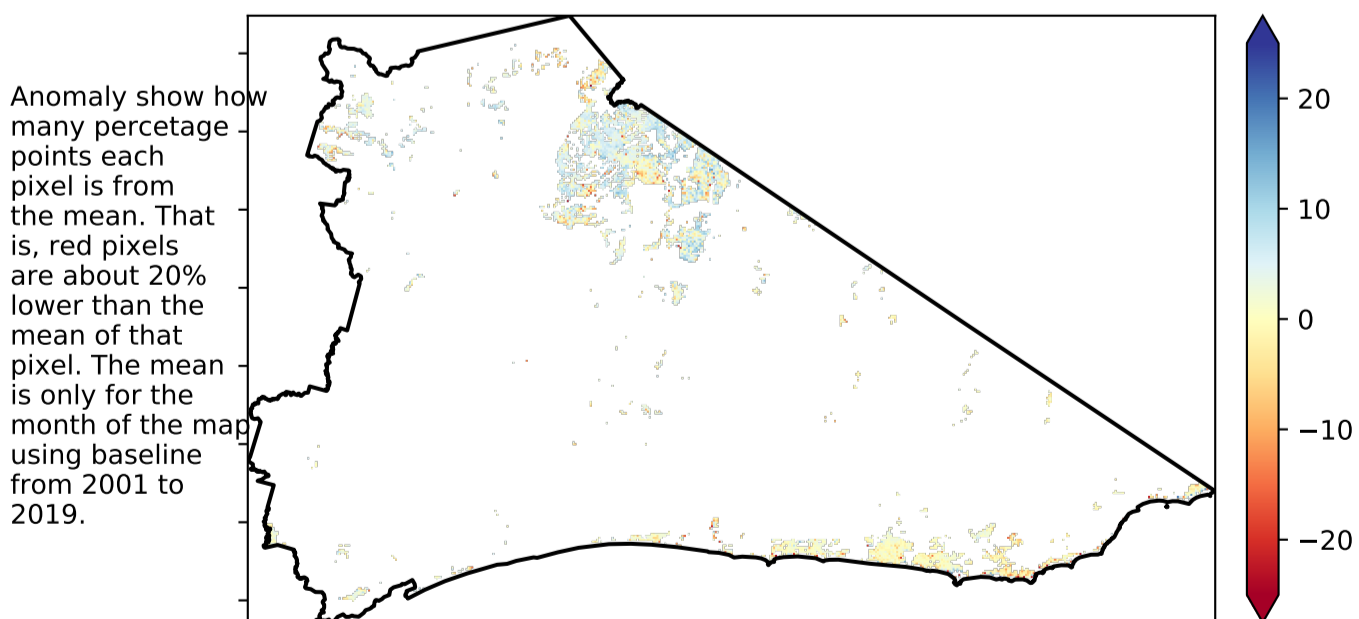 Anomaly show how
many percetage
points each
pixel is from
the mean. That
is, red pixels
are about 20%
lower than the
mean of that
pixel. The mean
is only for the
month of the map
using baseline
from 2001 to
2019.
20
10
0
−10
−20